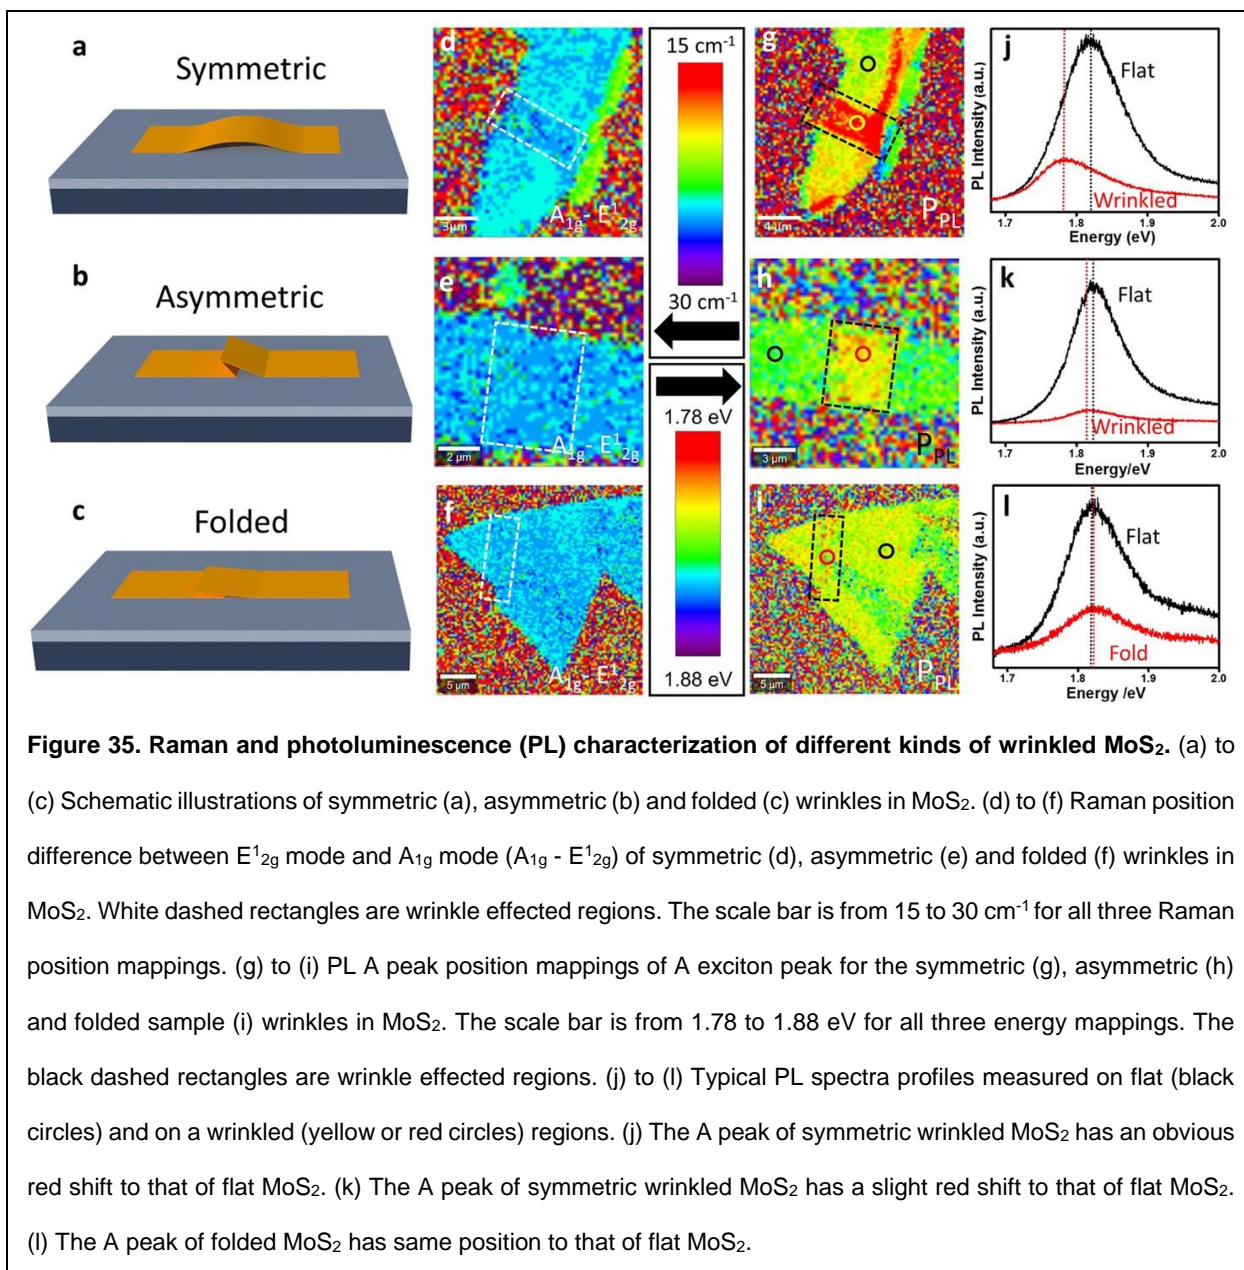 a
Symmetric
b
Asymmetric
c
Folded
d
3µm
A1g- E¹2g
e
2 µm
A1g- E¹2g
f
5 µm
A1g- E¹2g
15 cm-1
30 cm-1
1.78 eV
1.88 eV
g
4µm
PPL
h
3 µm
PPL
i
5 µm
PPL
j
PL Intensity (a.u.)
Flat
Wrinkled
1.7 1.8 1.9 2.0
Energy (eV)
k
PL Intensity (a.u.)
Flat
Wrinkled
1.7 1.8 1.9 2.0
Energy/eV
l
PL Intensity (a.u.)
Flat
Fold
1.7 1.8 1.9 2.0
Energy /eV
Figure 35. Raman and photoluminescence (PL) characterization of different kinds of wrinkled MoS2. (a) to
(c) Schematic illustrations of symmetric (a), asymmetric (b) and folded (c) wrinkles in MoS2. (d) to (f) Raman position
difference between E¹2g mode and A1g mode (A1g - E¹2g) of symmetric (d), asymmetric (e) and folded (f) wrinkles in
MoS2. White dashed rectangles are wrinkle effected regions. The scale bar is from 15 to 30 cm-1 for all three Raman
position mappings. (g) to (i) PL A peak position mappings of A exciton peak for the symmetric (g), asymmetric (h)
and folded sample (i) wrinkles in MoS2. The scale bar is from 1.78 to 1.88 eV for all three energy mappings. The
black dashed rectangles are wrinkle effected regions. (j) to (l) Typical PL spectra profiles measured on flat (black
circles) and on a wrinkled (yellow or red circles) regions. (j) The A peak of symmetric wrinkled MoS2 has an obvious
red shift to that of flat MoS2. (k) The A peak of symmetric wrinkled MoS2 has a slight red shift to that of flat MoS2.
(l) The A peak of folded MoS2 has same position to that of flat MoS2.